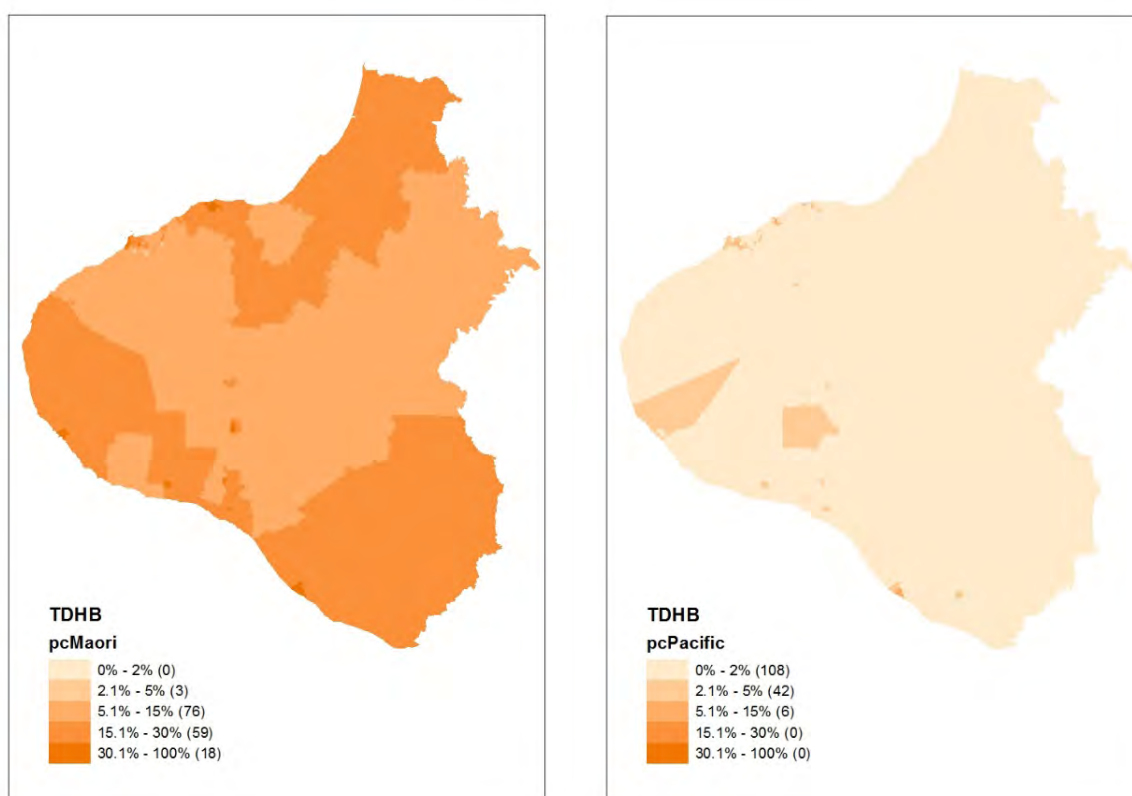 TDHB
pcMaori
0% - 2% (0)
2.1% - 5% (3)
5.1% - 15% (76)
15.1% - 30% (59)
30.1% - 100% (18)
TDHB
pcPacific
0% - 2% (108)
2.1% - 5% (42)
5.1% - 15% (6)
15.1% - 30% (0)
30.1% - 100% (0)